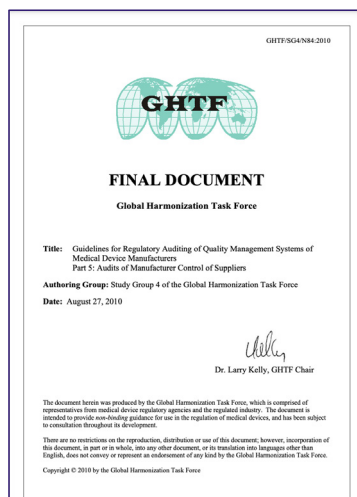 GHTF/SG4/N84:2010
GHTF
FINAL DOCUMENT
Global Harmonization Task Force
Title: Guidelines for Regulatory Auditing of Quality Management Systems of
Medical Device Manufacturers
Part 5: Audits of Manufacturer Control of Suppliers
Authoring Group: Study Group 4 of the Global Harmonization Task Force
Date: August 27, 2010
Dr. Larry Kelly, GHTF Chair
The document herein was produced by the Global Harmonization Task Force, which is comprised of
representatives from medical device regulatory agencies and the regulated industry. The document is
intended to provide non-binding guidance for use in the regulation of medical devices, and has been subject
to consultation throughout its development.
There are no restrictions on the reproduction, distribution or use of this document; however, incorporation of
this document, in part or in whole, into any other document, or its translation into languages other than
English, does not convey or represent an endorsement of any kind by the Global Harmonization Task Force.
Copyright © 2010 by the Global Harmonization Task Force